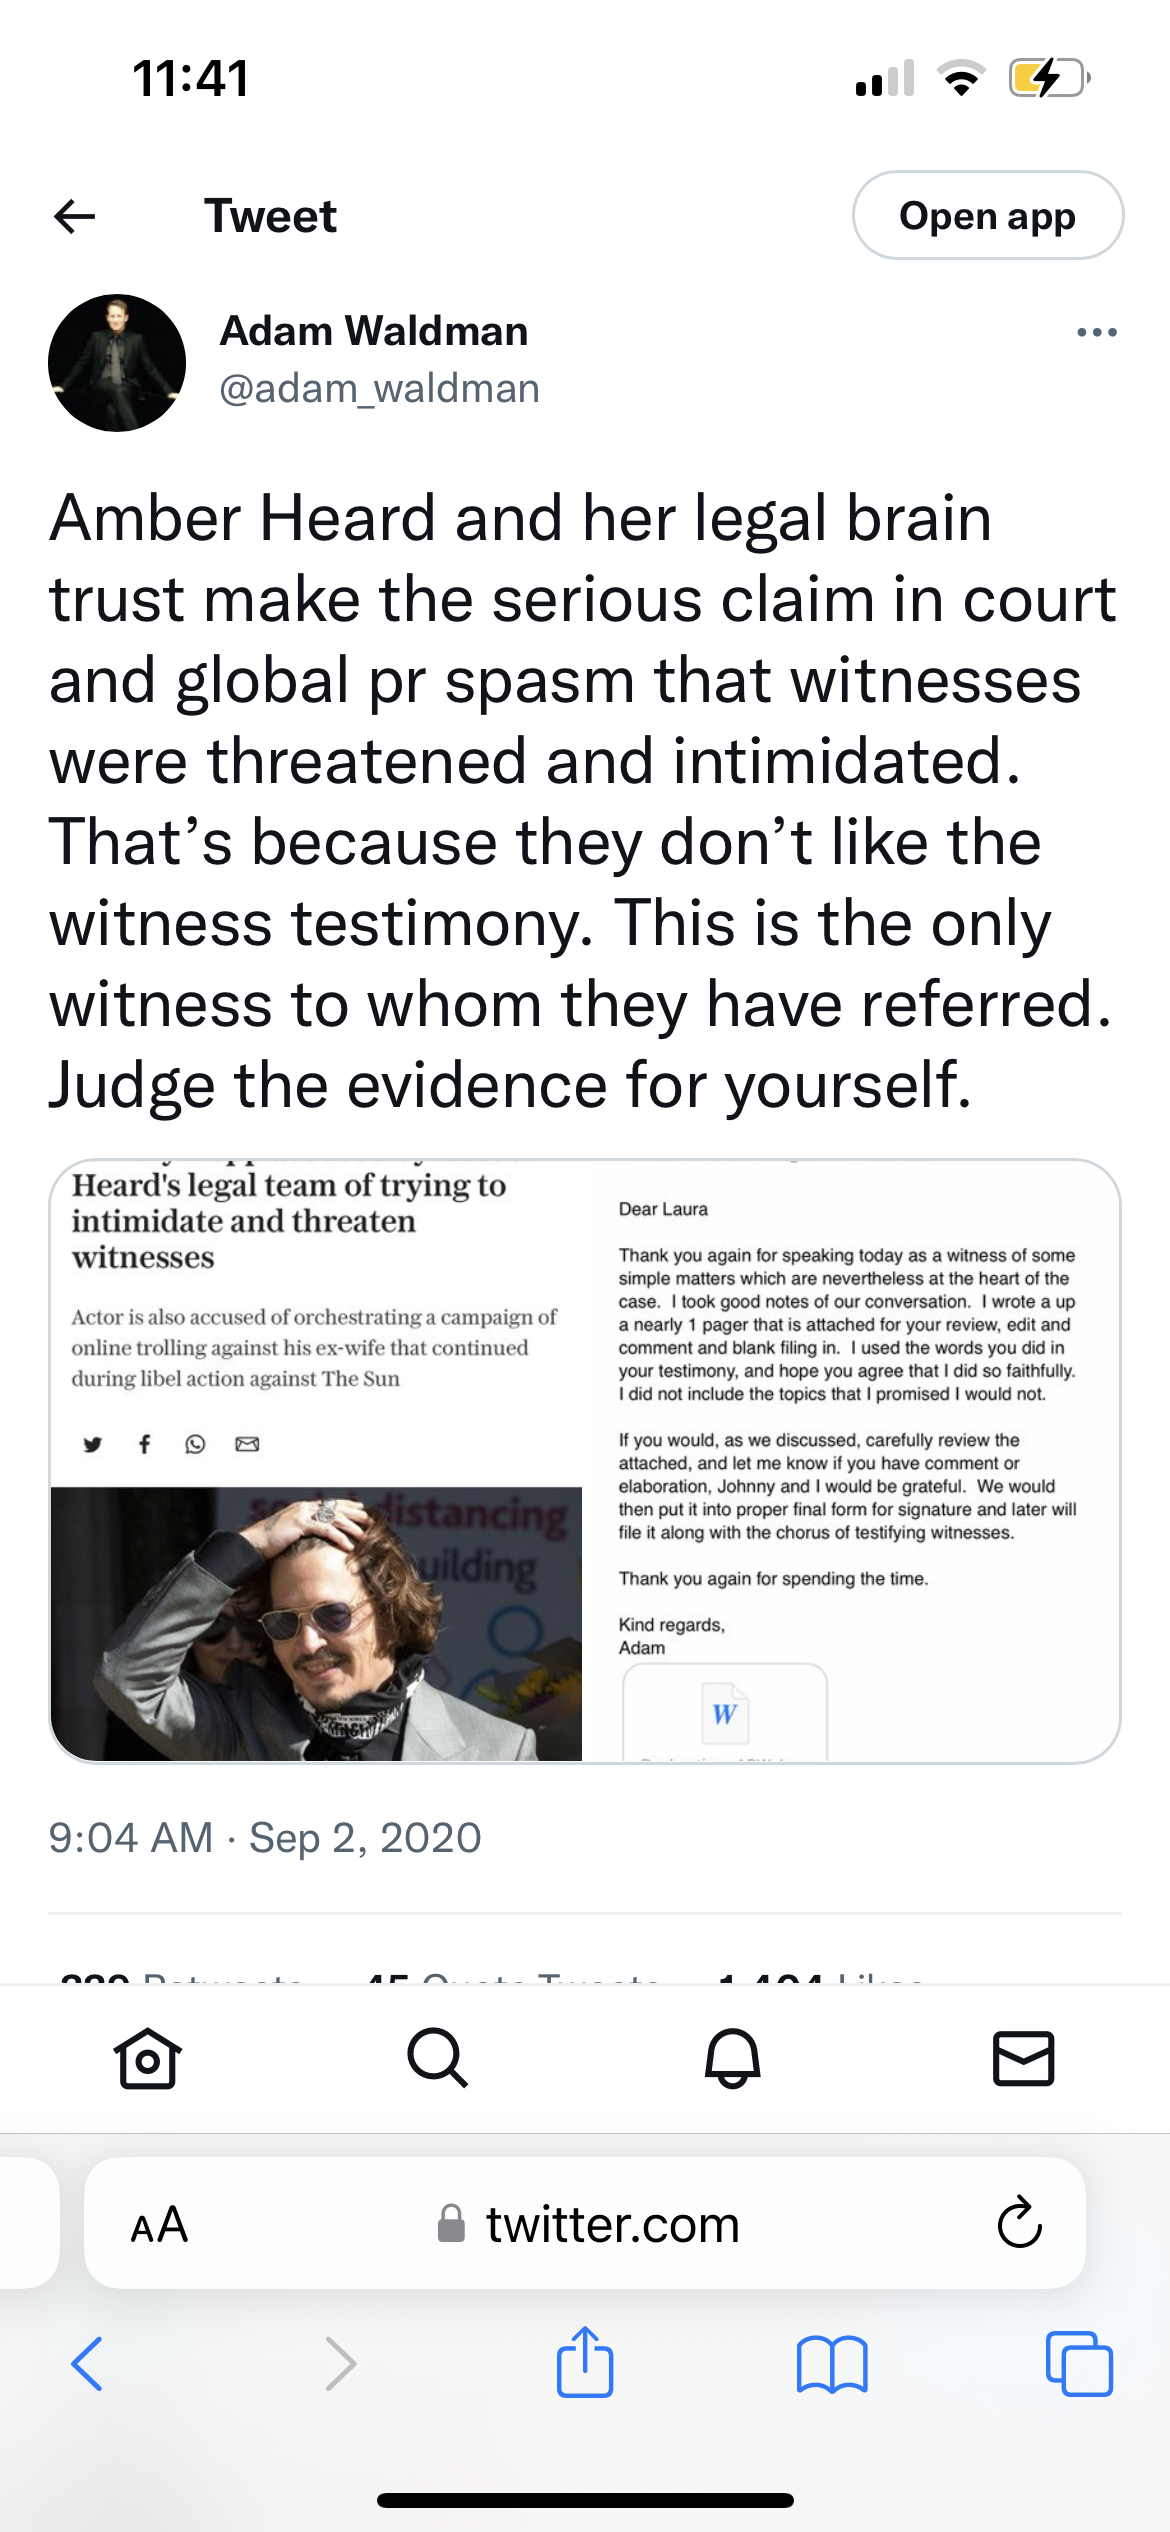 11:41
Tweet
Open app
Adam Waldman
@adam_waldman
Amber Heard and her legal brain
trust make the serious claim in court
and global pr spasm that witnesses
were threatened and intimidated.
That’s because they don’t like the
witness testimony. This is the only
witness to whom they have referred.
Judge the evidence for yourself.
Heard's legal team of trying to
intimidate and threaten
witnesses
Actor is also accused of orchestrating a campaign of
online trolling against his ex-wife that continued
during libel action against The Sun
distancing
uilding
Dear Laura
Thank you again for speaking today as a witness of some
simple matters which are nevertheless at the heart of the
case. I took good notes of our conversation. I wrote a up
a nearly 1 pager that is attached for your review, edit and
comment and blank filing in. I used the words you did in
your testimony, and hope you agree that I did so faithfully.
I did not include the topics that I promised I would not.
If you would, as we discussed, carefully review the
attached, and let me know if you have comment or
elaboration, Johnny and I would be grateful. We would
then put it into proper final form for signature and later will
file it along with the chorus of testifying witnesses.
Thank you again for spending the time.
Kind regards,
Adam
W
9:04 AM · Sep 2, 2020
Retweets 45 Quote Tweets Likes
AA
twitter.com